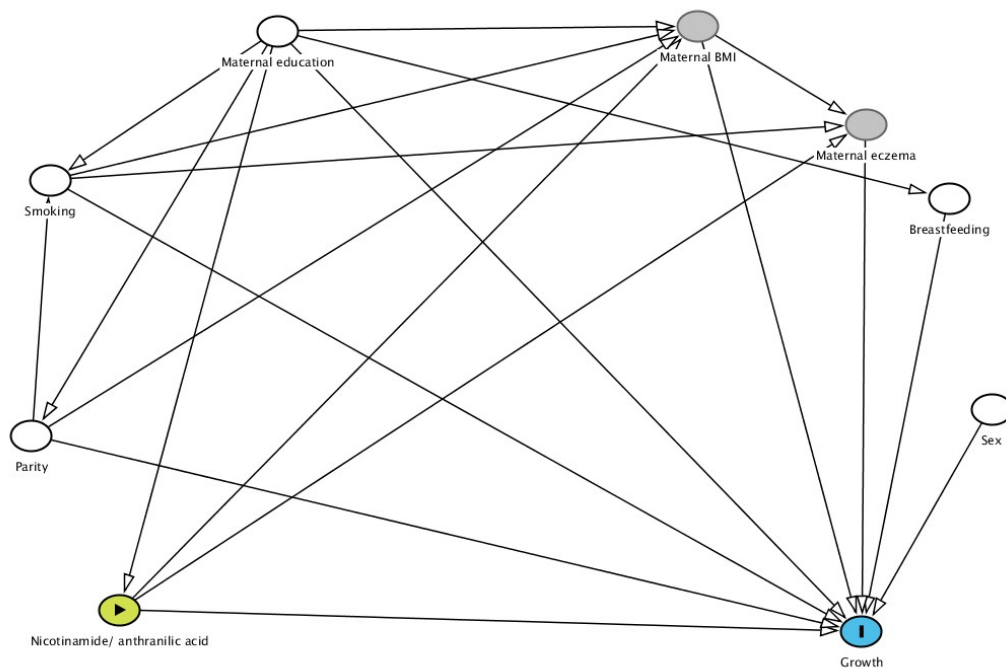 Maternal education
Maternal BMI
Maternal eczema
Smoking
Breastfeeding
Parity
Sex
Nicotinamide/ anthranilic acid
Growth